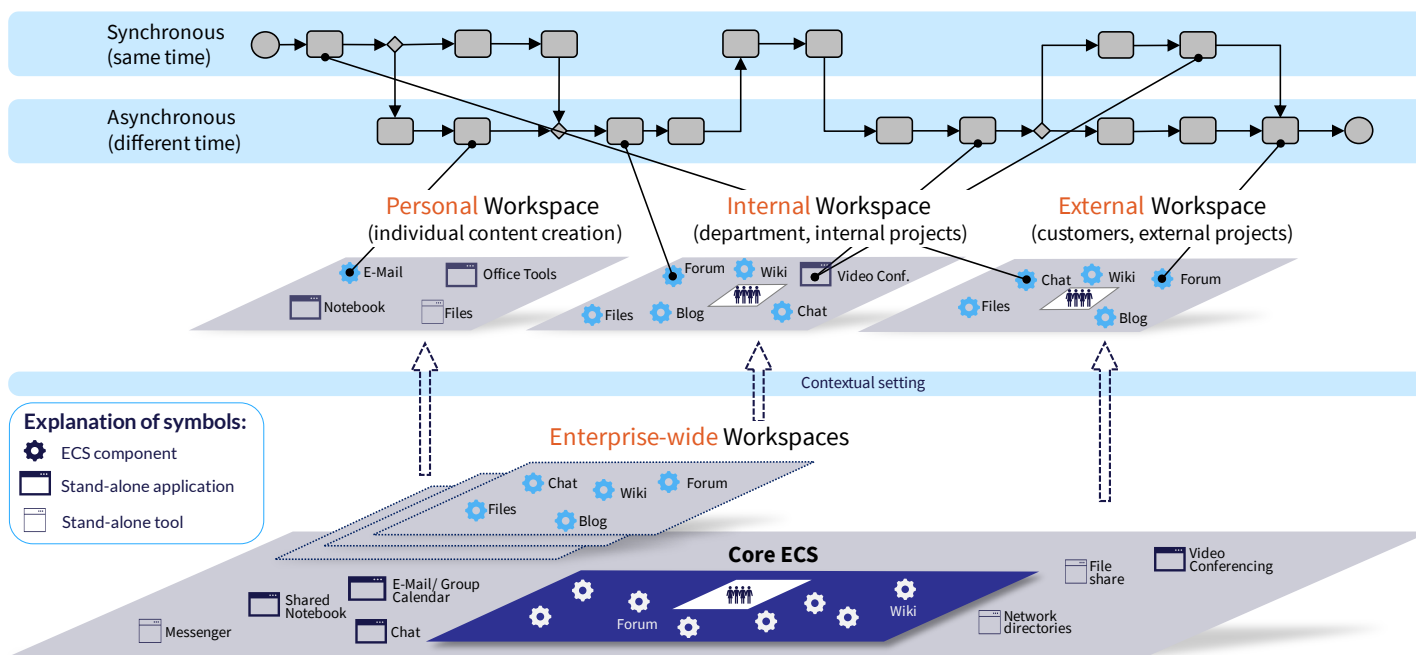 Synchronous
(same time)
Asynchronous
(different time)
Personal Workspace
(individual content creation)
Internal Workspace
(department, internal projects)
External Workspace
(customers, external projects)
E-Mail
Office Tools
Notebook
Files
Forum
Wiki
Video Conf.
Files
Blog
Chat
Chat
Wiki
Forum
Files
Blog
Contextual setting
Explanation of symbols:
ECS component
Stand-alone application
Stand-alone tool
Enterprise-wide Workspaces
Chat
Wiki
Forum
Files
Blog
Core ECS
Messenger
Shared
Notebook
E-Mail/ Group
Calendar
Chat
Forum
Wiki
File
share
Video
Conferencing
Network
directories